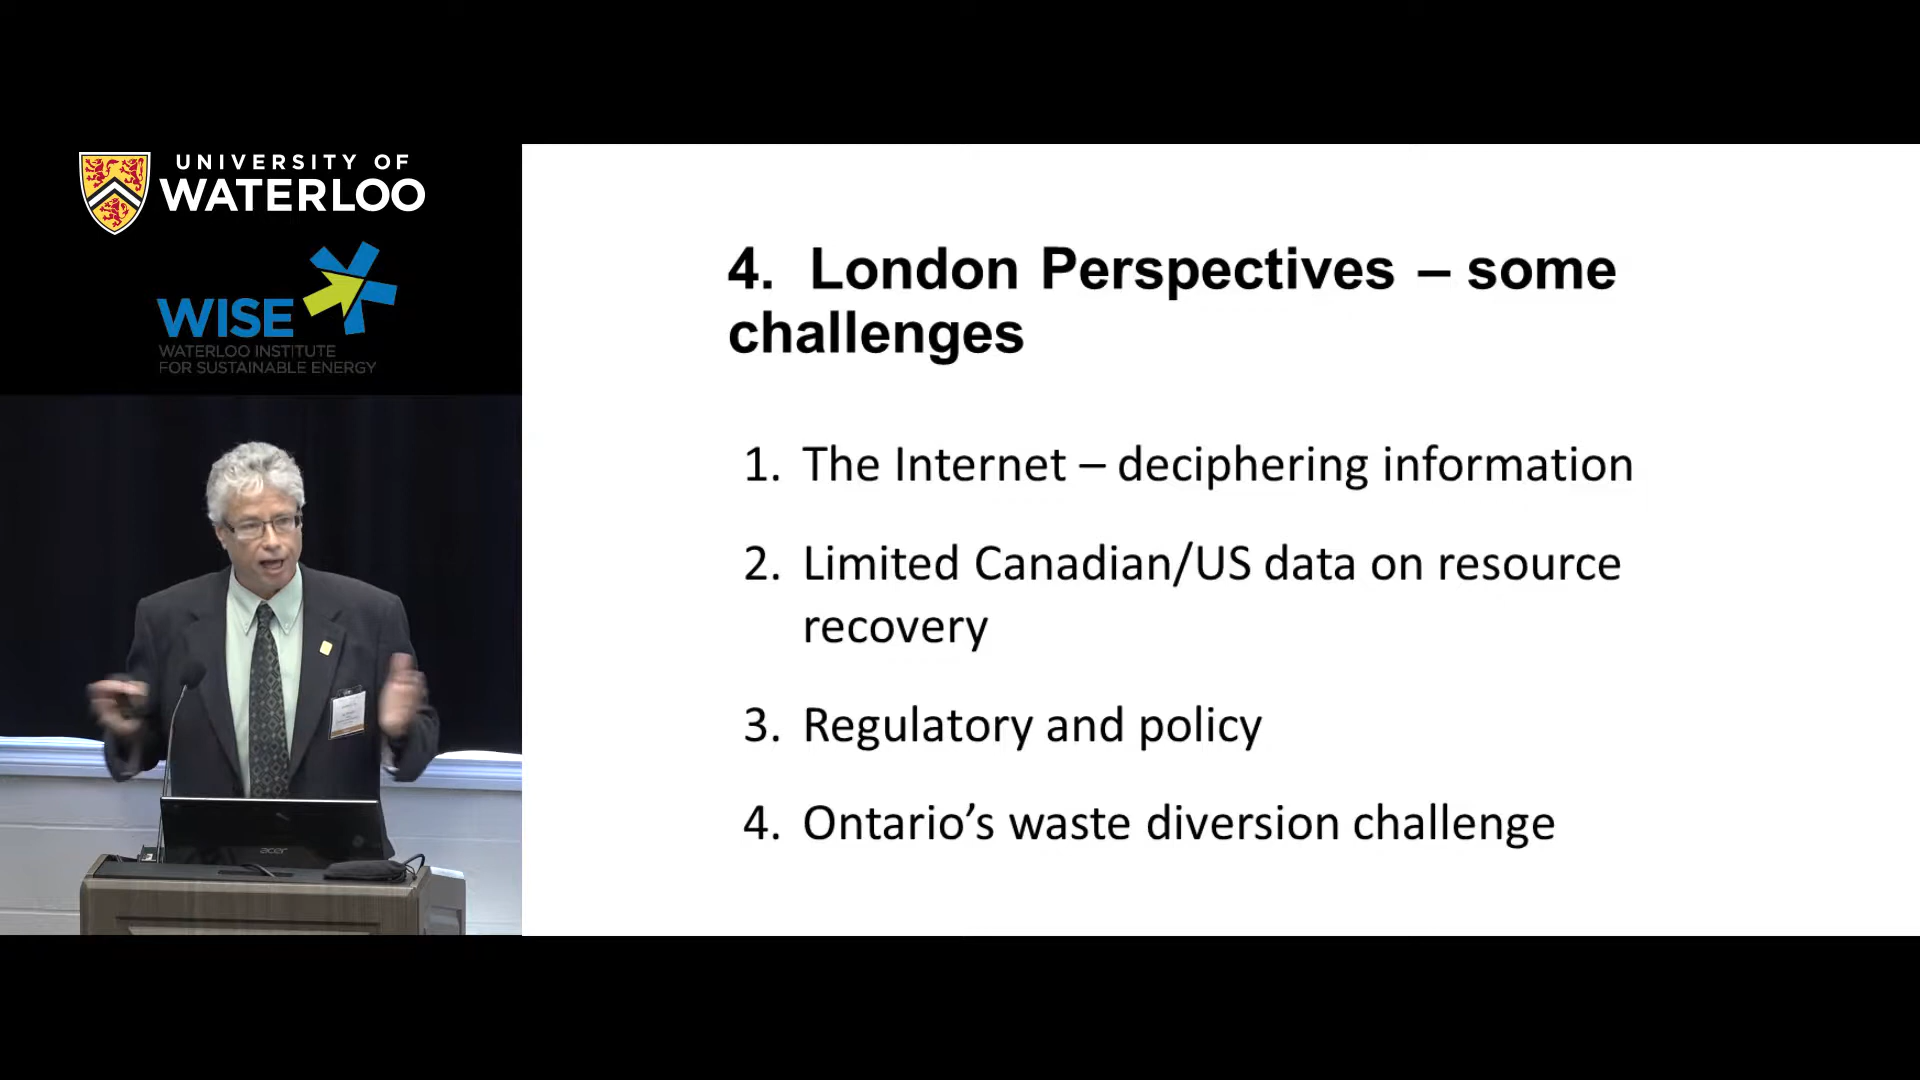 UNIVERSITY OF
WATERLOO
WISE
WATERLOO INSTITUTE
FOR SUSTAINABLE ENERGY
4. London Perspectives – some
challenges
1. The Internet – deciphering information
2. Limited Canadian/US data on resource
recovery
3. Regulatory and policy
4. Ontario’s waste diversion challenge
acer